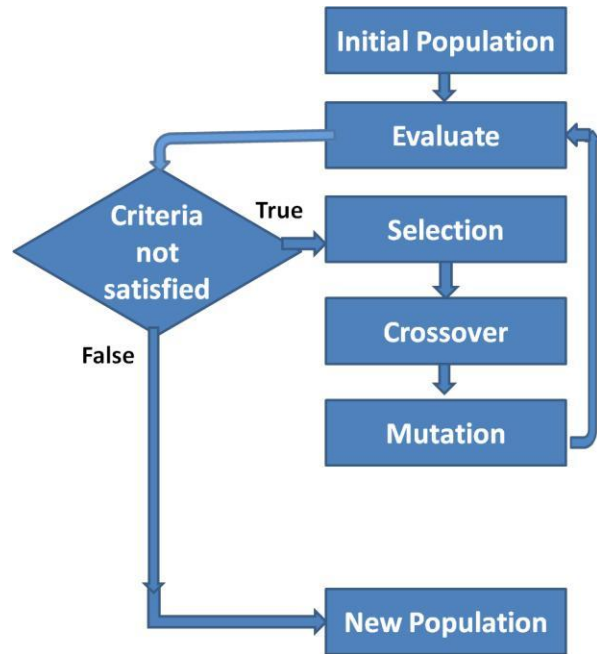 Initial Population
Evaluate
Criteria
not
satisfied
True
Selection
Crossover
False
Mutation
New Population